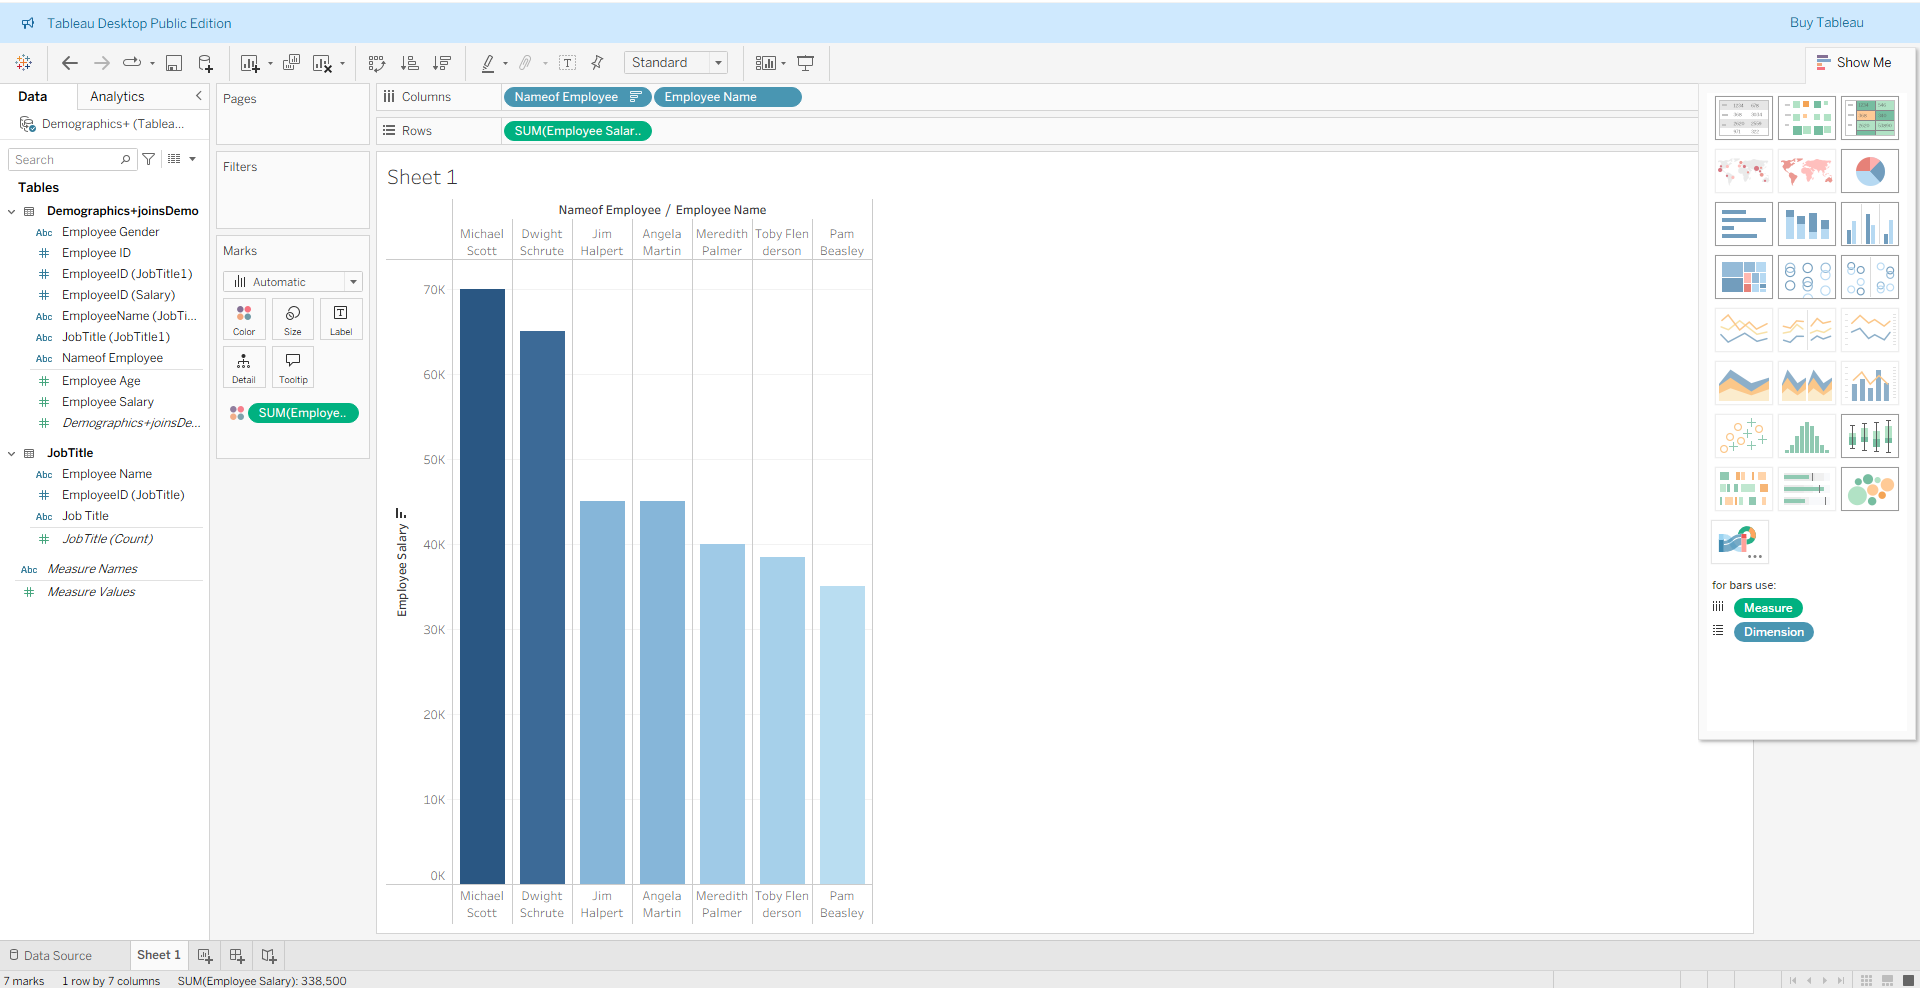 Tableau Desktop Public Edition
Buy Tableau
Standard
Show Me
Data
Analytics
Demographics+ (Tablea...
Search
Tables
Demographics+joinsDemo
Abc Employee Gender
Employee ID
EmployeeID (JobTitle1)
EmployeeID (Salary)
Abc EmployeeName (JobTi...
Abc JobTitle (JobTitle1)
Abc Nameof Employee
Employee Age
Employee Salary
Demographics+joinsDe...
JobTitle
Abc Employee Name
EmployeeID (JobTitle)
Abc Job Title
JobTitle (Count)
Abc Measure Names
Measure Values
Pages
Filters
Marks
Automatic
Color
Size
Label
Detail
Tooltip
SUM(Employe..
Columns
Nameof Employee
Employee Name
Rows
SUM(Employee Salar..
Sheet 1
Nameof Employee / Employee Name
Michael Scott
Dwight Schrute
Jim Halpert
Angela Martin
Meredith Palmer
Toby Flenderson
Pam Beasley
70K
60K
50K
40K
30K
20K
10K
0K
Employee Salary
Michael Scott
Dwight Schrute
Jim Halpert
Angela Martin
Meredith Palmer
Toby Flenderson
Pam Beasley
for bars use:
Measure
Dimension
Data Source
Sheet 1
7 marks
1 row by 7 columns
SUM(Employee Salary): 338,500